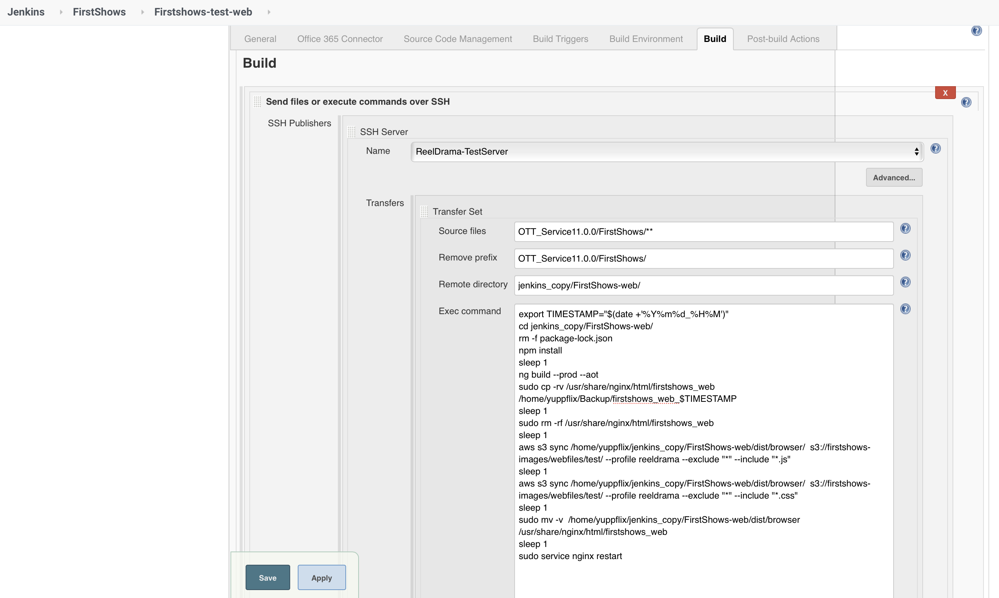 Jenkins FirstShows Firstshows-test-web
General Office 365 Connector Source Code Management Build Triggers Build Environment Build Post-build Actions
Build
X
Send files or execute commands over SSH
SSH Publishers
SSH Server
Name ReelDrama-TestServer
Advanced...
Transfers
Transfer Set
Source files OTT_Service11.0.0/FirstShows/**
Remove prefix OTT_Service11.0.0/FirstShows/
Remote directory jenkins_copy/FirstShows-web/
Exec command
export TIMESTAMP="$(date +'%Y%m%d_%H%M')"
cd jenkins_copy/FirstShows-web/
rm -f package-lock.json
npm install
sleep 1
ng build --prod --aot
sudo cp -rv /usr/share/nginx/html/firstshows_web
/home/yuppflix/Backup/firstshows_web_$TIMESTAMP
sleep 1
sudo rm -rf /usr/share/nginx/html/firstshows_web
sleep 1
aws s3 sync /home/yuppflix/jenkins_copy/FirstShows-web/dist/browser/  s3://firstshows-
images/webfiles/test/ --profile reeldrama --exclude "*" --include "*.js"
sleep 1
aws s3 sync /home/yuppflix/jenkins_copy/FirstShows-web/dist/browser/  s3://firstshows-
images/webfiles/test/ --profile reeldrama --exclude "*" --include "*.css"
sleep 1
sudo mv -v  /home/yuppflix/jenkins_copy/FirstShows-web/dist/browser
/usr/share/nginx/html/firstshows_web
sleep 1
sudo service nginx restart
Save Apply